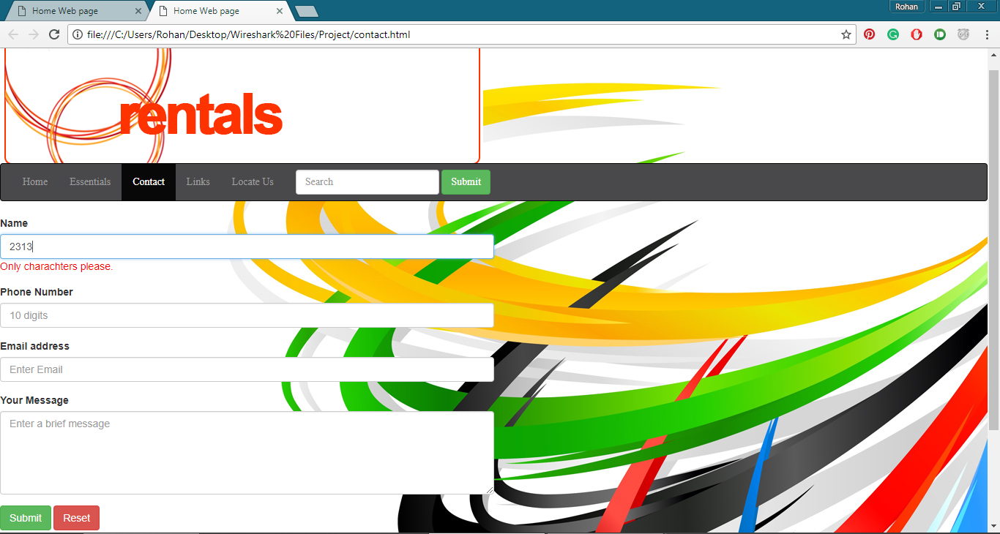 Home Web page
Home Web page
Rohan
file:///C:/Users/Rohan/Desktop/Wireshark%20Files/Project/contact.html
rentals
Home Essentials Contact Links Locate Us Search Submit
Name
2313
Only charachters please.
Phone Number
10 digits
Email address
Enter Email
Your Message
Enter a brief message
Submit Reset